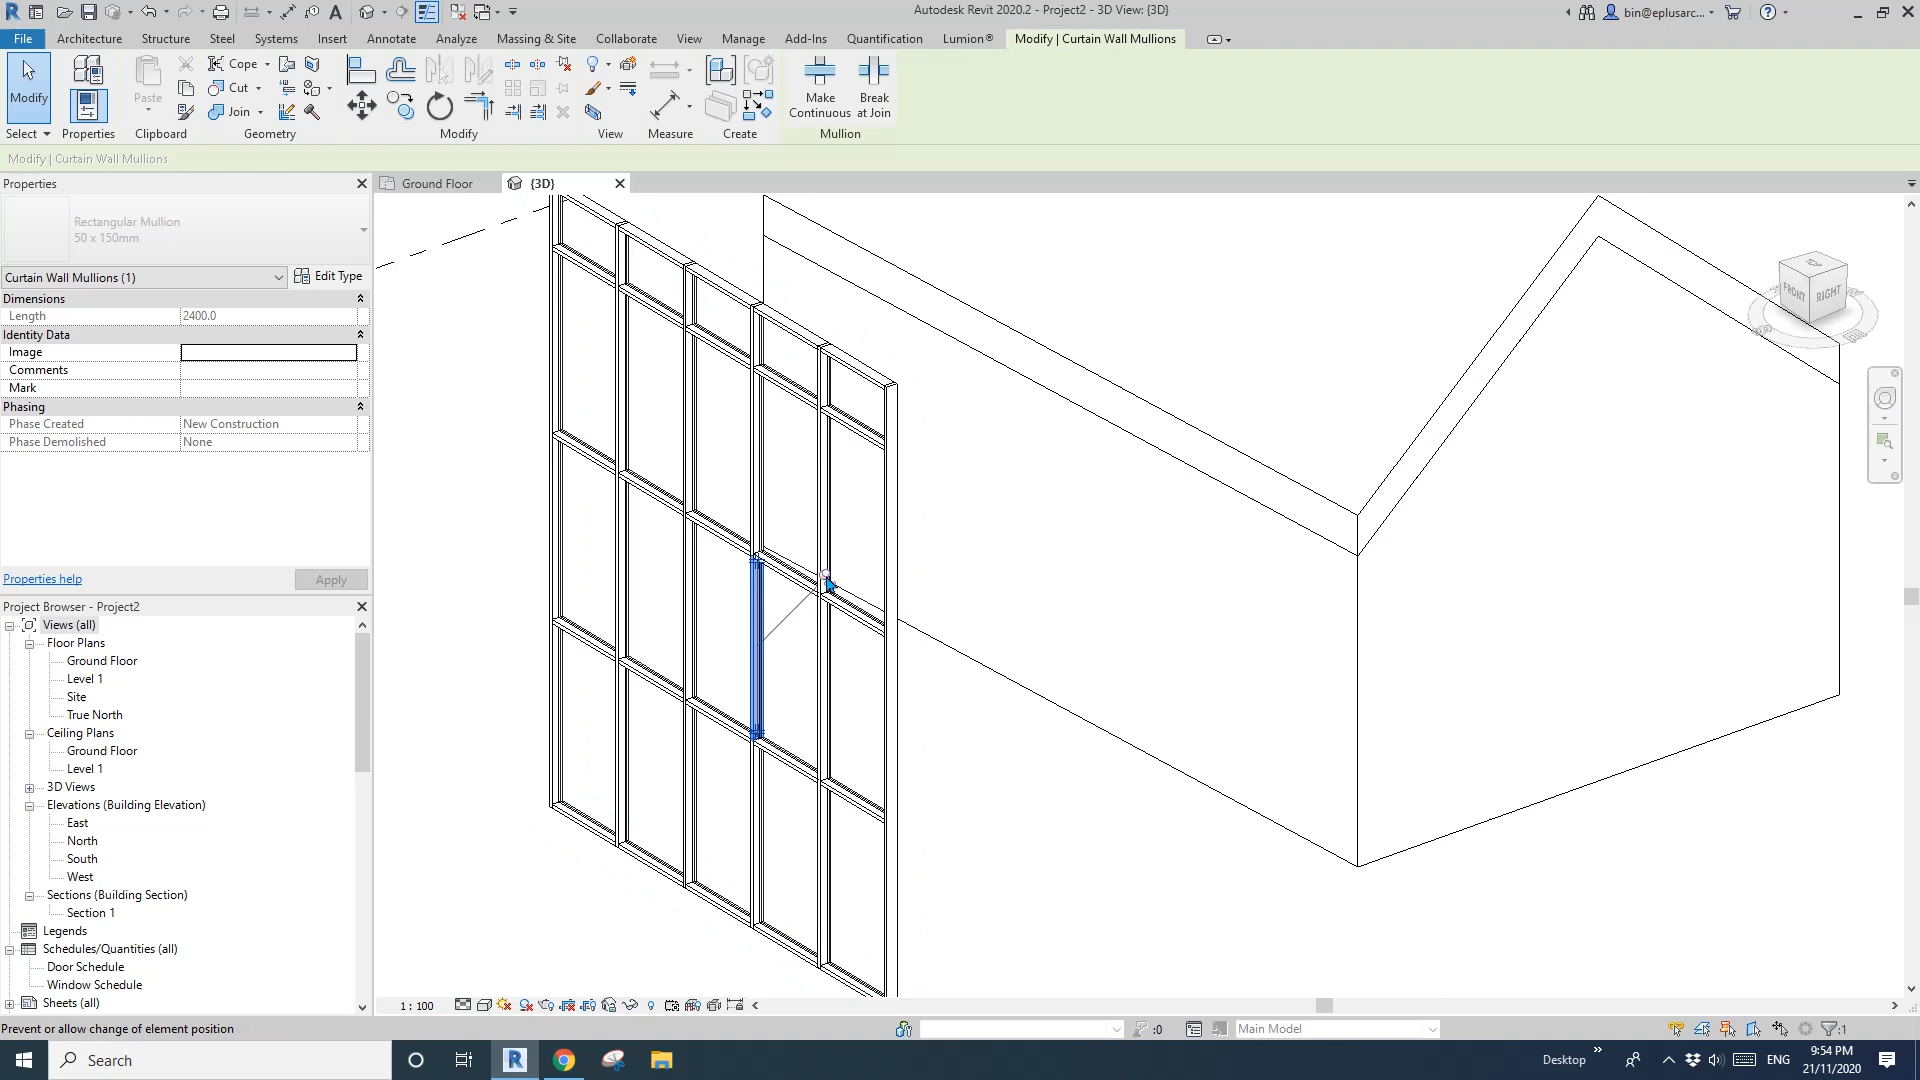 Autodesk Revit 2020.2 - Project2 - 3D View: {3D}
bin@eplusarc...
File Architecture Structure Steel Systems Insert Annotate Analyze Massing & Site Collaborate View Manage Add-Ins Quantification Lumion® Modify | Curtain Wall Mullions
Modify
Paste
Cope
Cut
Join
Make Continuous
Break at Join
Select Properties Clipboard Geometry Modify View Measure Create Mullion
Modify | Curtain Wall Mullions
Properties
Ground Floor
{3D}
Rectangular Mullion
50 x 150mm
Curtain Wall Mullions (1)
Edit Type
Dimensions
Length 2400.0
Identity Data
Image
Comments
Mark
Phasing
Phase Created New Construction
Phase Demolished None
Properties help
Apply
Project Browser - Project2
Views (all)
Floor Plans
Ground Floor
Level 1
Site
True North
Ceiling Plans
Ground Floor
Level 1
3D Views
Elevations (Building Elevation)
East
North
South
West
Sections (Building Section)
Section 1
Legends
Schedules/Quantities (all)
Door Schedule
Window Schedule
Sheets (all)
FRONT RIGHT
1 : 100
Prevent or allow change of element position
:0
Main Model
:1
Search
Desktop
ENG
9:54 PM
21/11/2020